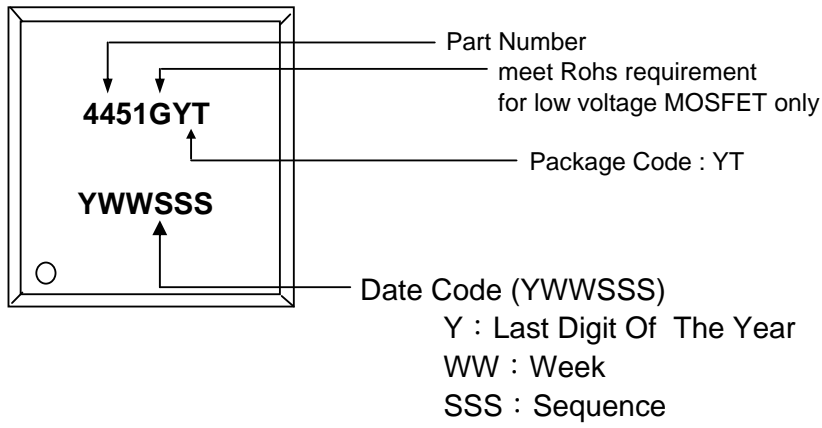 Part Number
meet Rohs requirement
for low voltage MOSFET only
4451GYT
Package Code : YT
YWWSSS
Date Code (YWWSSS)
Y：Last Digit Of The Year
WW：Week
SSS：Sequence